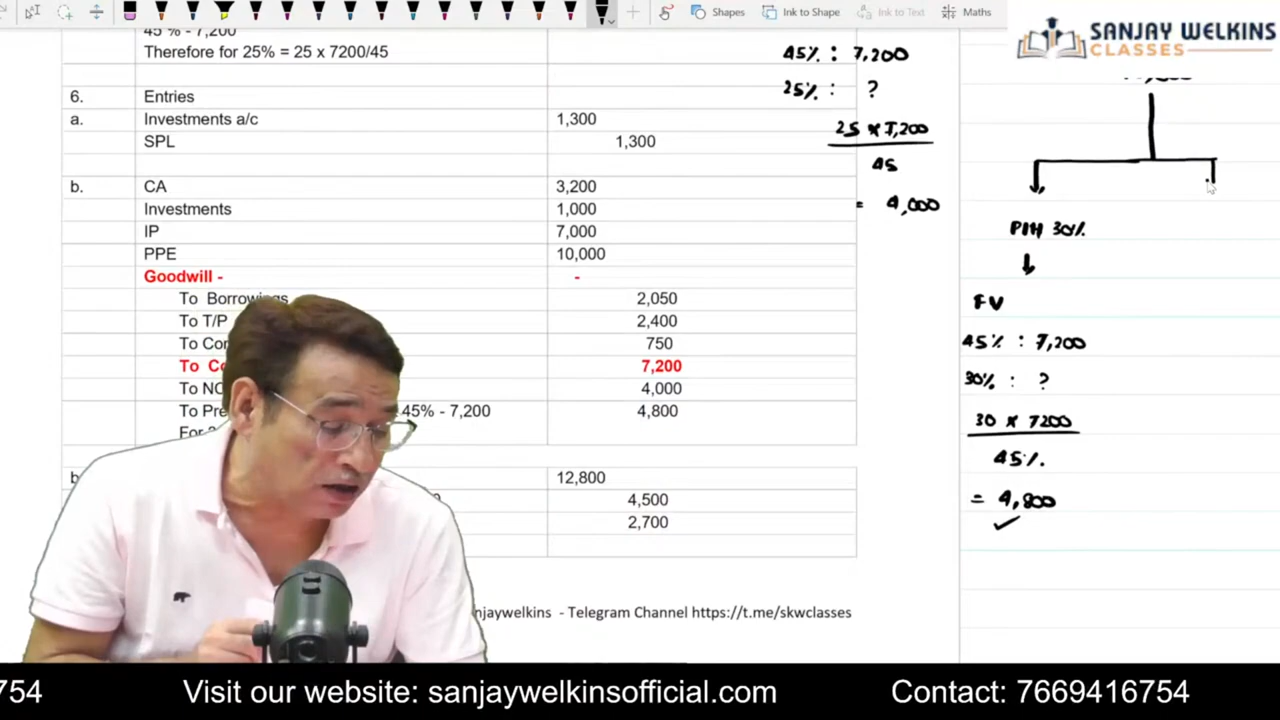 Shapes Ink to Shape Ink to Text Maths
SANJAY WELKINS
CLASSES
45 % - 7,200
Therefore for 25% = 25 x 7200/45
6. Entries
a. Investments a/c 1,300
SPL 1,300
b. CA 3,200
Investments 1,000
IP 7,000
PPE 10,000
Goodwill - -
To Borrowings 2,050
To T/P 2,400
To 750
To 7,200
To 4,000
To 45% - 7,200 4,800
For
b 12,800
4,500
2,700
45% : 7,200
25% : ?
25 x 7,200
45
= 4,000
PIH 30%
FV
45% : 7,200
30% : ?
30 x 7200
45%.
= 4,800
- Telegram Channel https://t.me/skwclasses
754 Visit our website: sanjaywelkinsofficial.com Contact: 7669416754